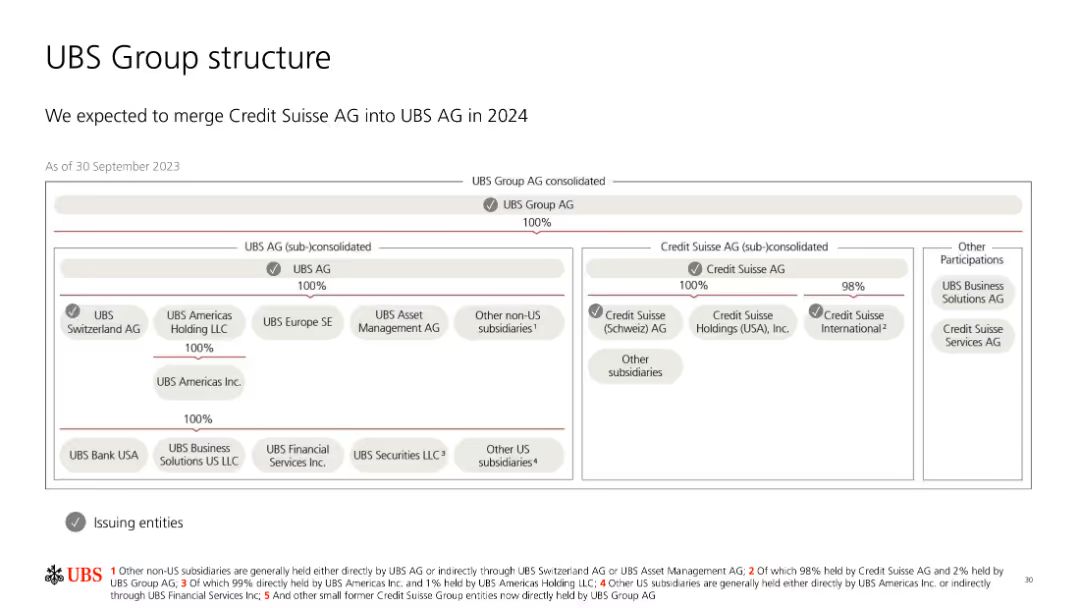 UBS Group structure
We expected to merge Credit Suisse AG into UBS AG in 2024
As of 30 September 2023
UBS Group AG consolidated
UBS Group AG
100%
UBS AG (sub-)consolidated
UBS AG
100%
UBS
Switzerland AG
UBS Americas
Holding LLC
UBS Europe SE
UBS Asset
Management AG
Other non-US
subsidiaries¹
100%
UBS Americas Inc.
100%
UBS Bank USA
UBS Business
Solutions US LLC
UBS Financial
Services Inc.
UBS Securities LLC³
Other US
subsidiaries⁴
Credit Suisse AG (sub-)consolidated
Credit Suisse AG
100%
98%
Credit Suisse
(Schweiz) AG
Credit Suisse
Holdings (USA), Inc.
Credit Suisse
International²
Other
subsidiaries
Other
Participations
UBS Business
Solutions AG
Credit Suisse
Services AG
Issuing entities
UBS
1 Other non-US subsidiaries are generally held either directly by UBS AG or indirectly through UBS Switzerland AG or UBS Asset Management AG; 2 Of which 98% held by Credit Suisse AG and 2% held by
UBS Group AG; 3 Of which 99% directly held by UBS Americas Inc. and 1% held by UBS Americas Holding LLC; 4 Other US subsidiaries are generally held either directly by UBS Americas Inc. or indirectly
through UBS Financial Services Inc; 5 And other small former Credit Suisse Group entities now directly held by UBS Group AG
30